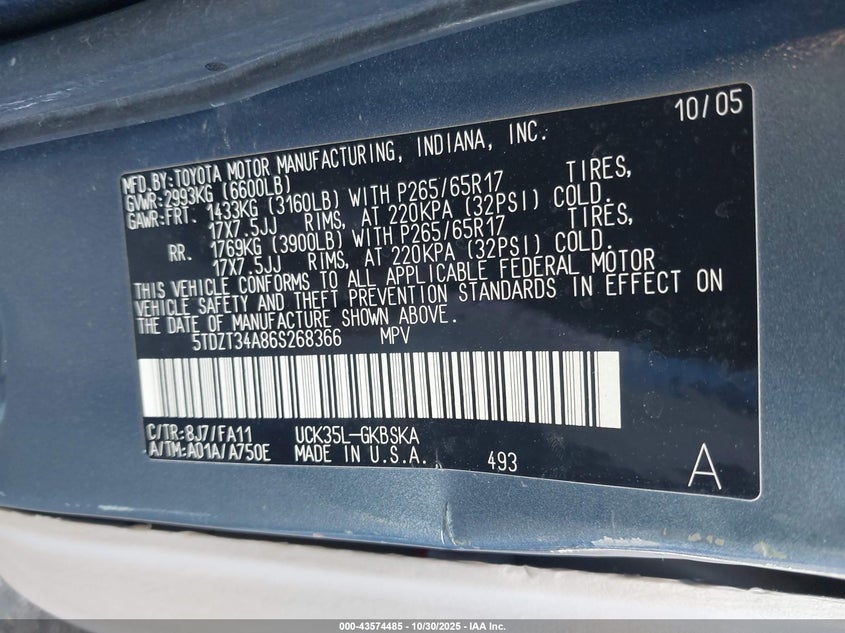 10/05
MFD.BY:TOYOTA MOTOR MANUFACTURING, INDIANA, INC.
GVWR: 2993KG (6600LB)
GAWR:FRT. 1433KG (3160LB) WITH P265/65R17 TIRES,
17X7.5JJ RIMS, AT 220KPA (32PSI) COLD.
RR. 1769KG (3900LB) WITH P265/65R17 TIRES,
17X7.5JJ RIMS, AT 220KPA (32PSI) COLD.
THIS VEHICLE CONFORMS TO ALL APPLICABLE FEDERAL MOTOR
VEHICLE SAFETY AND THEFT PREVENTION STANDARDS IN EFFECT ON
THE DATE OF MANUFACTURE SHOWN ABOVE.
5TDZT34A86S268366 MPV
C/TR:8J7/FA11 UCK35L-GKBSKA
A/TM:A01A/A750E MADE IN U.S.A. 493 A
000-43574485 • 10/30/2025 • IAA Inc.